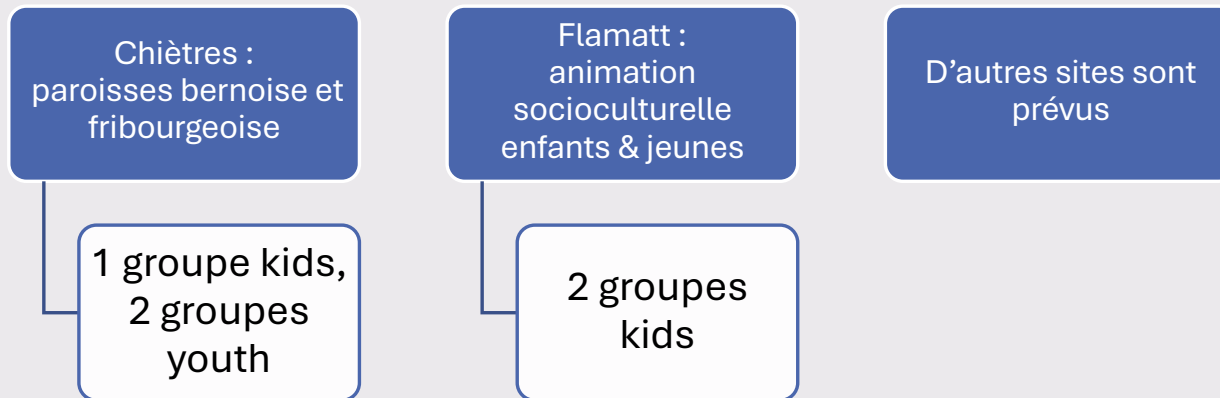 Chiètres :
paroisses bernoise et
fribourgeoise
1 groupe kids,
2 groupes
youth
Flamatt :
animation
socioculturelle
enfants & jeunes
2 groupes
kids
D’autres sites sont
prévus